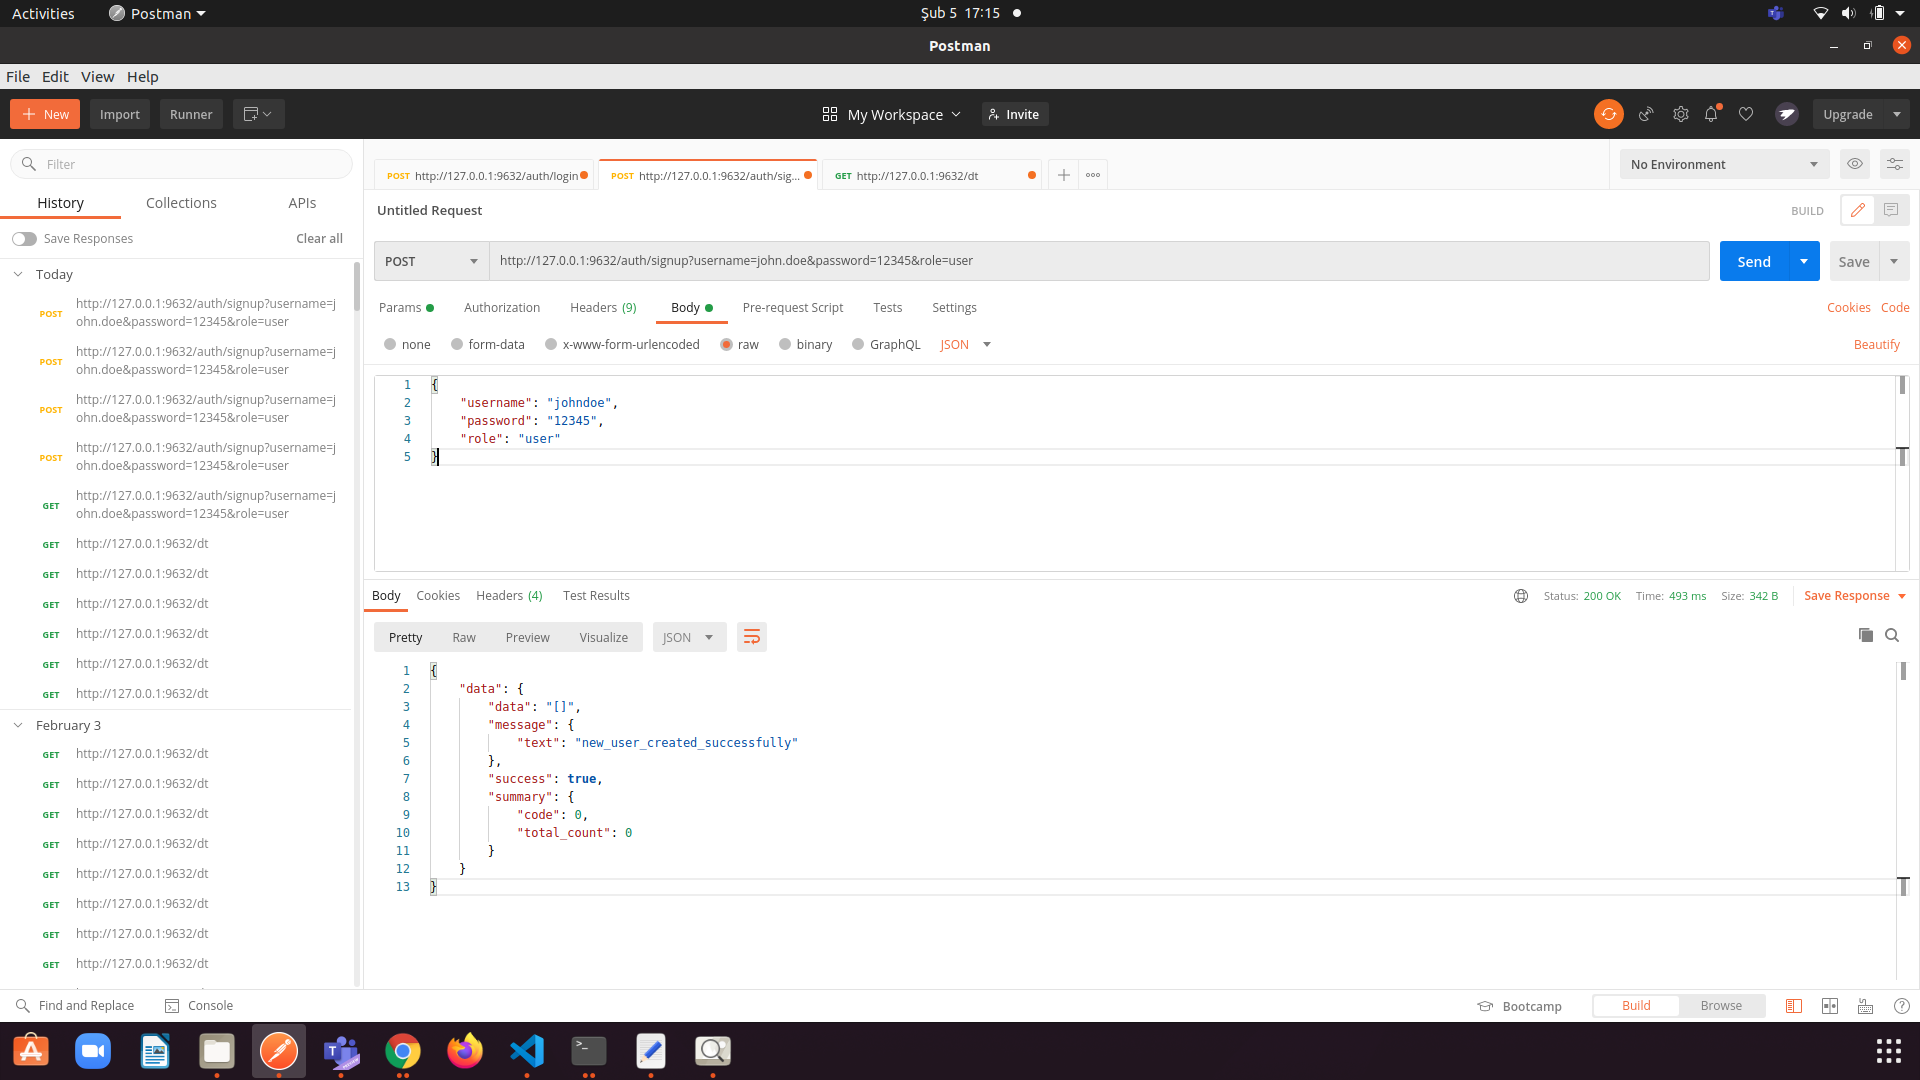 Activities
Postman
Şub 5 17:15
Postman
File Edit View Help
New
Import
Runner
My Workspace
Invite
Upgrade
Filter
History
Collections
APIs
Save Responses
Clear all
Today
POST http://127.0.0.1:9632/auth/signup?username=j
ohn.doe&password=12345&role=user
POST http://127.0.0.1:9632/auth/signup?username=j
ohn.doe&password=12345&role=user
POST http://127.0.0.1:9632/auth/signup?username=j
ohn.doe&password=12345&role=user
POST http://127.0.0.1:9632/auth/signup?username=j
ohn.doe&password=12345&role=user
GET http://127.0.0.1:9632/auth/signup?username=j
ohn.doe&password=12345&role=user
GET http://127.0.0.1:9632/dt
GET http://127.0.0.1:9632/dt
GET http://127.0.0.1:9632/dt
GET http://127.0.0.1:9632/dt
GET http://127.0.0.1:9632/dt
GET http://127.0.0.1:9632/dt
February 3
GET http://127.0.0.1:9632/dt
GET http://127.0.0.1:9632/dt
GET http://127.0.0.1:9632/dt
GET http://127.0.0.1:9632/dt
GET http://127.0.0.1:9632/dt
GET http://127.0.0.1:9632/dt
GET http://127.0.0.1:9632/dt
GET http://127.0.0.1:9632/dt
POST http://127.0.0.1:9632/auth/login
POST http://127.0.0.1:9632/auth/sig...
GET http://127.0.0.1:9632/dt
No Environment
Untitled Request
BUILD
POST
http://127.0.0.1:9632/auth/signup?username=john.doe&password=12345&role=user
Send
Save
Params
Authorization
Headers (9)
Body
Pre-request Script
Tests
Settings
Cookies Code
none
form-data
x-www-form-urlencoded
raw
binary
GraphQL
JSON
Beautify
1 {
2 "username": "johndoe",
3 "password": "12345",
4 "role": "user"
5 }
Body
Cookies
Headers (4)
Test Results
Status: 200 OK
Time: 493 ms
Size: 342 B
Save Response
Pretty
Raw
Preview
Visualize
JSON
1 {
2 "data": {
3 "data": "[]",
4 "message": {
5 "text": "new_user_created_successfully"
6 },
7 "success": true,
8 "summary": {
9 "code": 0,
10 "total_count": 0
11 }
12 }
13 }
Find and Replace
Console
Bootcamp
Build
Browse